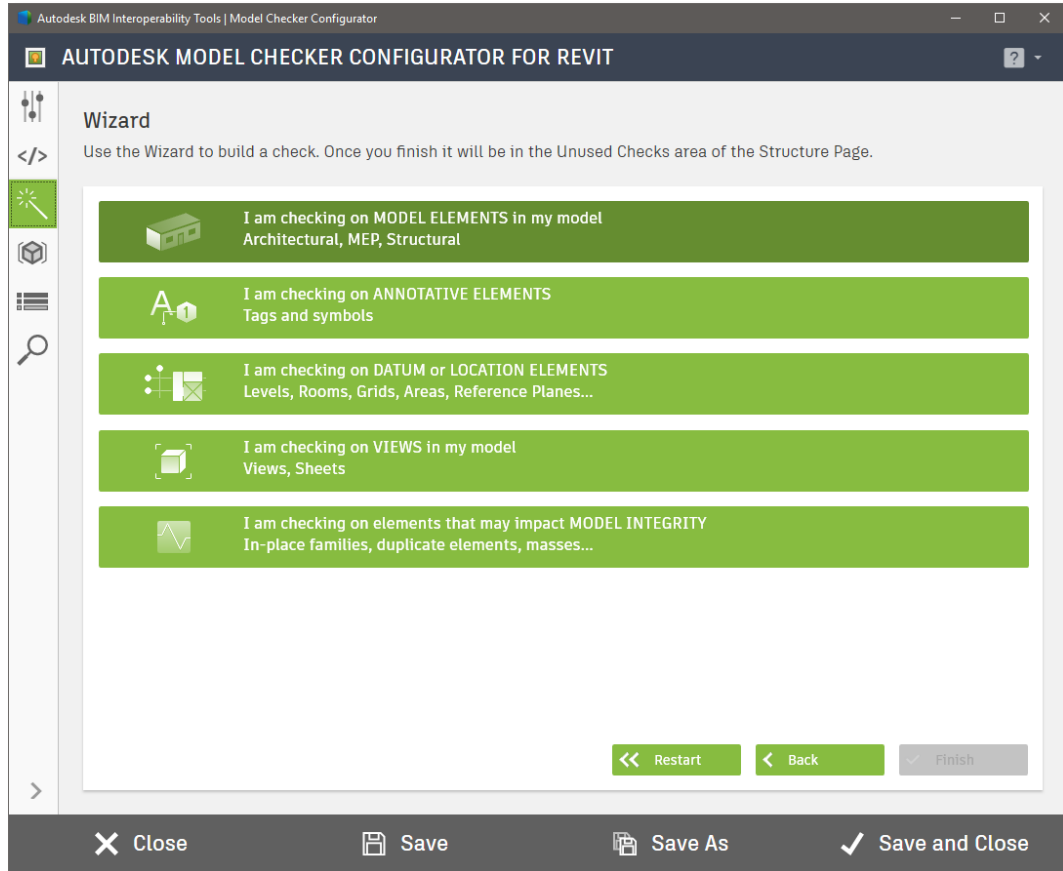 Autodesk BIM Interoperability Tools | Model Checker Configurator
AUTODESK MODEL CHECKER CONFIGURATOR FOR REVIT
?
</>
Wizard
Use the Wizard to build a check. Once you finish it will be in the Unused Checks area of the Structure Page.
I am checking on MODEL ELEMENTS in my model
Architectural, MEP, Structural
A 1
I am checking on ANNOTATIVE ELEMENTS
Tags and symbols
I am checking on DATUM or LOCATION ELEMENTS
Levels, Rooms, Grids, Areas, Reference Planes...
I am checking on VIEWS in my model
Views, Sheets
I am checking on elements that may impact MODEL INTEGRITY
In-place families, duplicate elements, masses...
Restart
Back
Finish
Close
Save
Save As
Save and Close